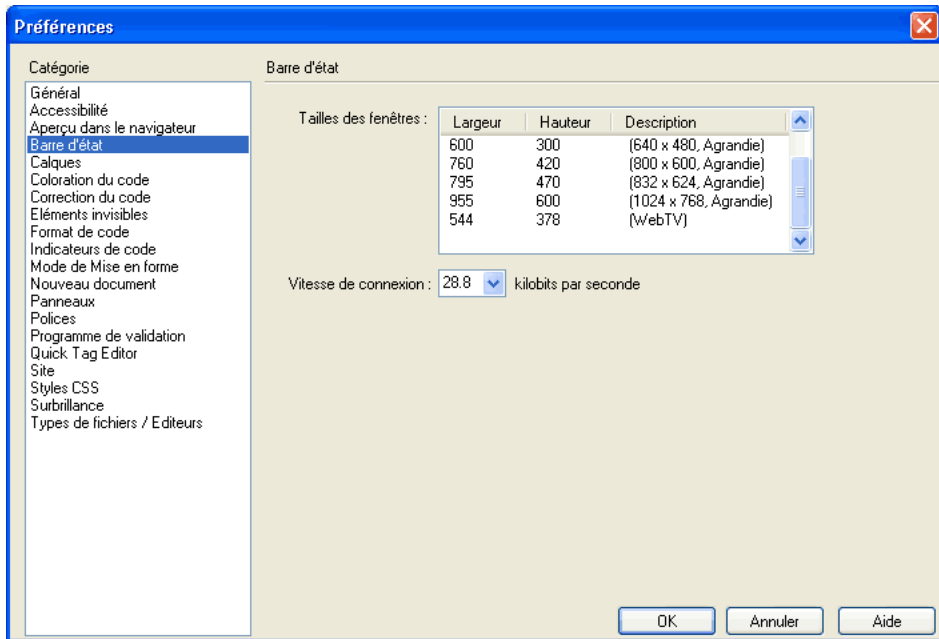 Préférences
Catégorie
Général
Accessibilité
Aperçu dans le navigateur
Barre d'état
Calques
Coloration du code
Correction du code
Eléments invisibles
Format de code
Indicateurs de code
Mode de Mise en forme
Nouveau document
Panneaux
Polices
Programme de validation
Quick Tag Editor
Site
Styles CSS
Surbrillance
Types de fichiers / Editeurs
Barre d'état
Tailles des fenêtres :
Largeur Hauteur Description
600 300 (640 x 480, Agrandie)
760 420 (800 x 600, Agrandie)
795 470 (832 x 624, Agrandie)
955 600 (1024 x 768, Agrandie)
544 378 (WebTV)
Vitesse de connexion : 28.8 kilobits par seconde
OK Annuler Aide